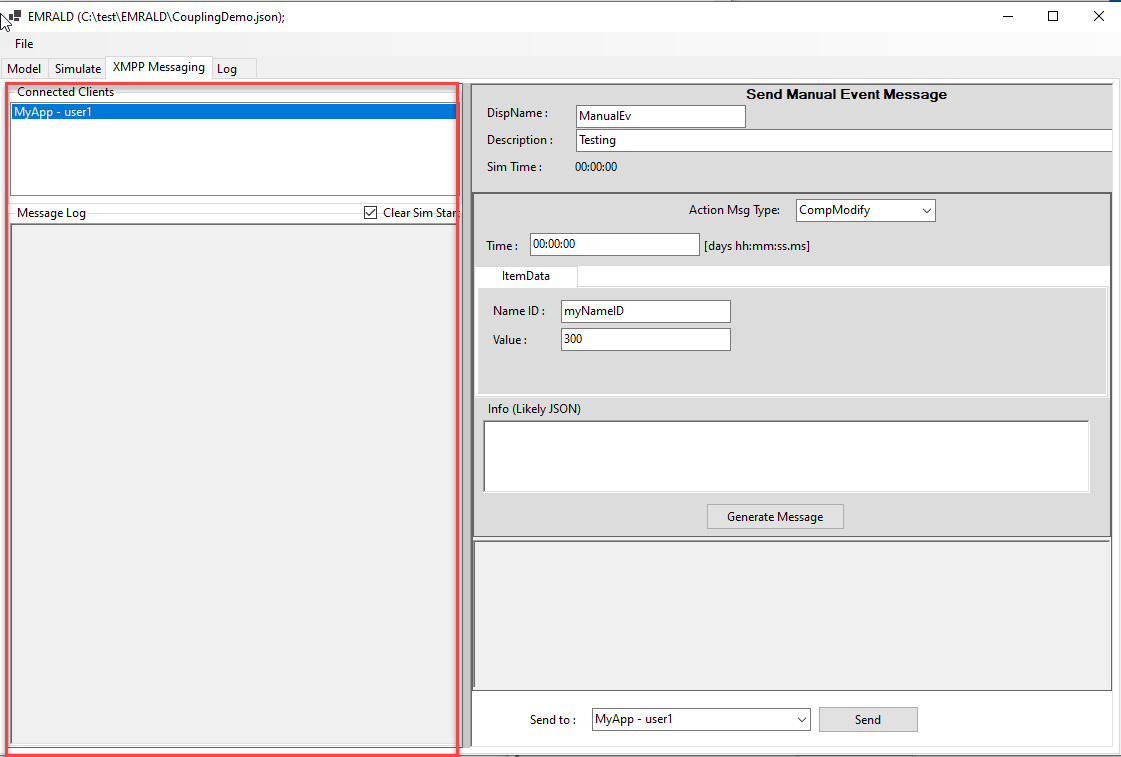 EMRALD (C:\test\EMRALD\CouplingDemo.json);
File
Model Simulate XMPP Messaging Log
Connected Clients
MyApp - user1
Message Log Clear Sim Star
Send Manual Event Message
DispName : ManualEv
Description : Testing
Sim Time : 00:00:00
Action Msg Type: CompModify
Time : 00:00:00 [days hh:mm:ss.ms]
ItemData
Name ID : myNameID
Value : 300
Info (Likely JSON)
Generate Message
Send to : MyApp - user1 Send